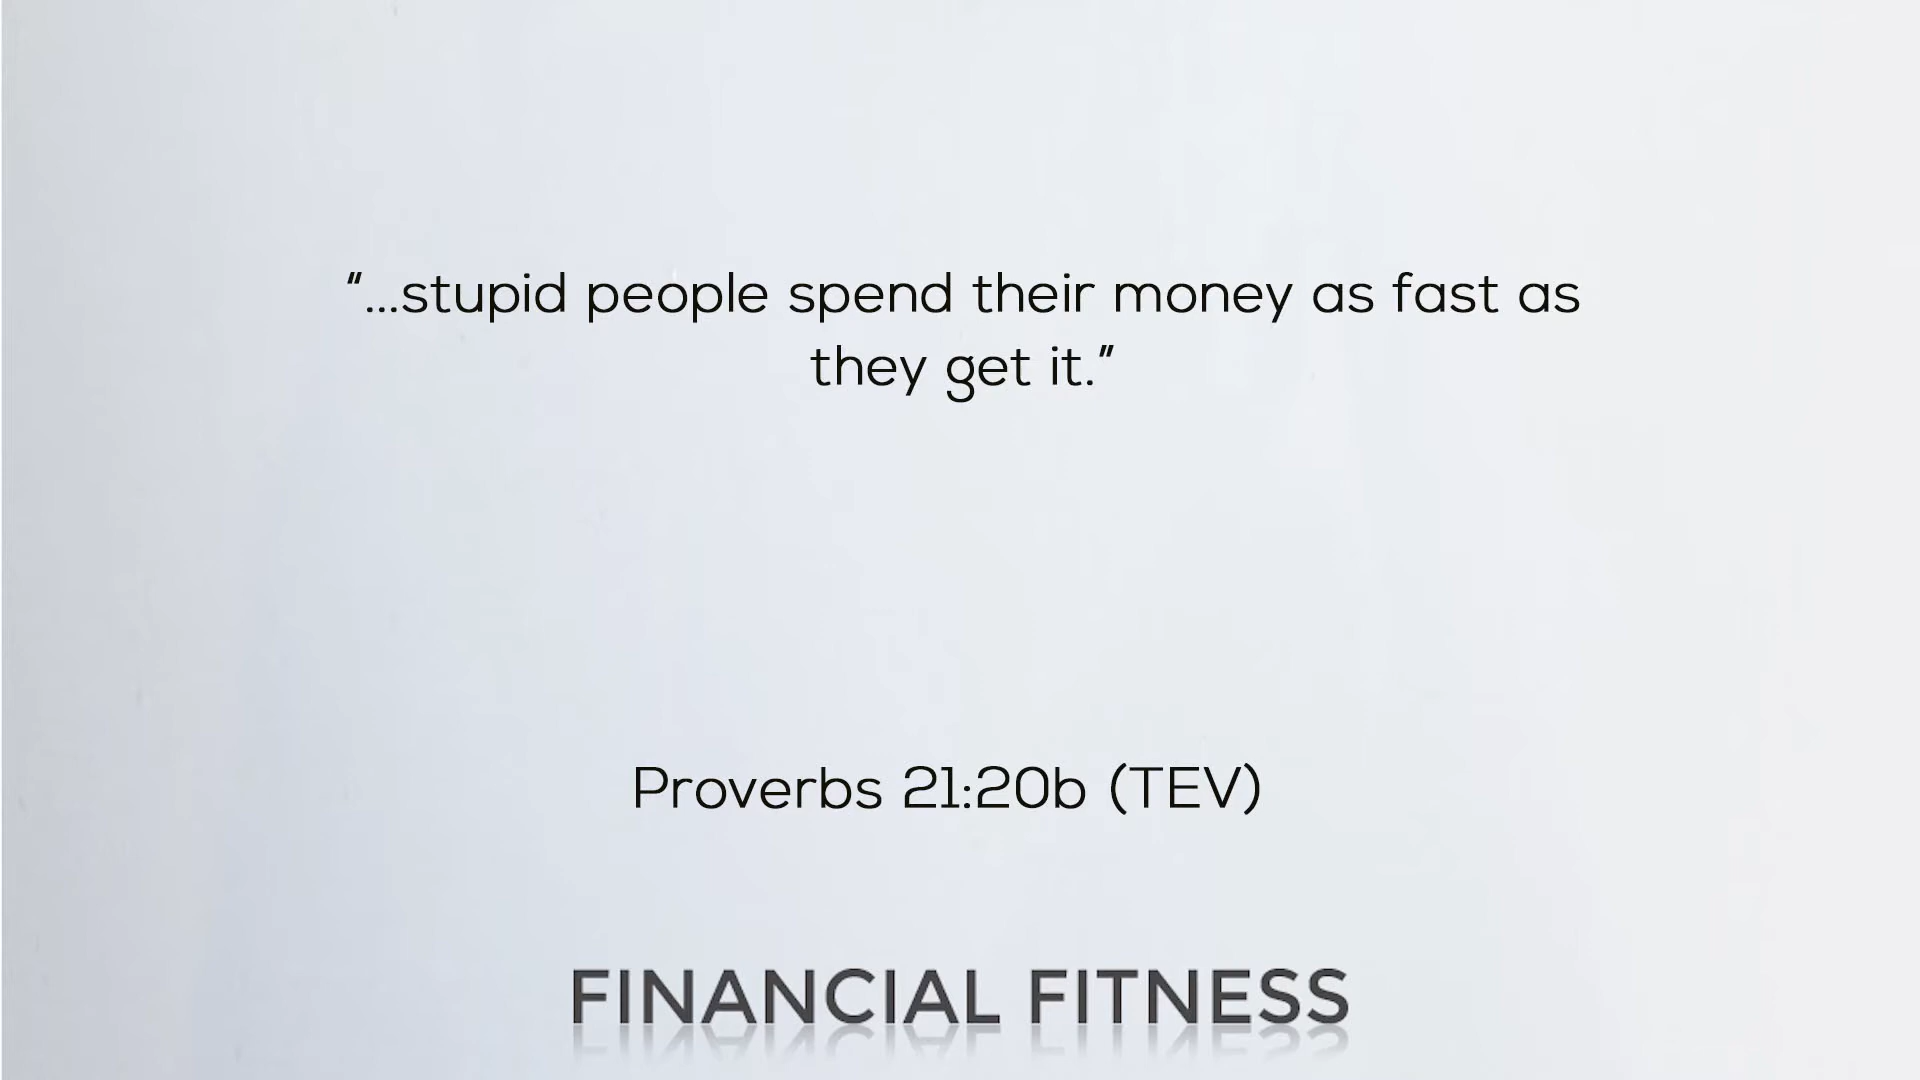 “...stupid people spend their money as fast as
they get it.”
Proverbs 21:20b (TEV)
FINANCIAL FITNESS